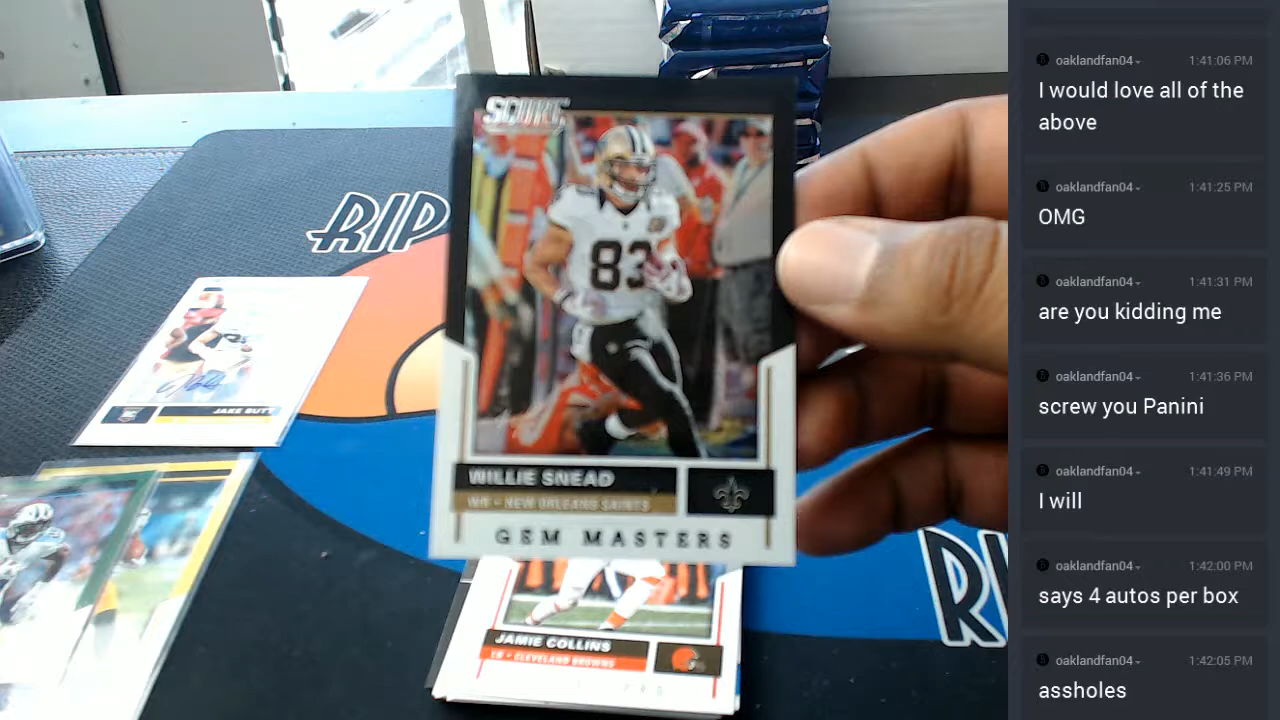 SCORE
83
WILLIE SNEAD
WR - NEW ORLEANS SAINTS
GEM MASTERS
RIP
JAKE BUTT
JAMIE COLLINS
LB - CLEVELAND BROWNS
oaklandfan04 1:41:06 PM
I would love all of the
above
oaklandfan04 1:41:25 PM
OMG
oaklandfan04 1:41:31 PM
are you kidding me
oaklandfan04 1:41:36 PM
screw you Panini
oaklandfan04 1:41:49 PM
I will
oaklandfan04 1:42:00 PM
says 4 autos per box
oaklandfan04 1:42:05 PM
assholes